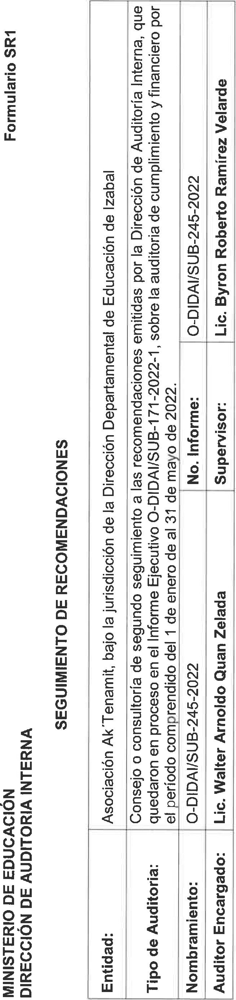 MINISTERIO DE EDUCACIÓN
DIRECCIÓN DE AUDITORIA INTERNA
Formulario SR1
SEGUIMIENTO DE RECOMENDACIONES
Entidad: Asociación Ak´Tenamit, bajo la jurisdicción de la Dirección Departamental de Educación de Izabal
Tipo de Auditoria: Consejo o consultoría de segundo seguimiento a las recomendaciones emitidas por la Dirección de Auditoría Interna, que
quedaron en proceso en el Informe Ejecutivo O-DIDAI/SUB-171-2022-1, sobre la auditoria de cumplimiento y financiero por
el período comprendido del 1 de enero de al 31 de mayo de 2022.
Nombramiento: O-DIDAI/SUB-245-2022 No. Informe: O-DIDAI/SUB-245-2022
Auditor Encargado: Lic. Walter Arnoldo Quan Zelada Supervisor: Lic. Byron Roberto Ramírez Velarde